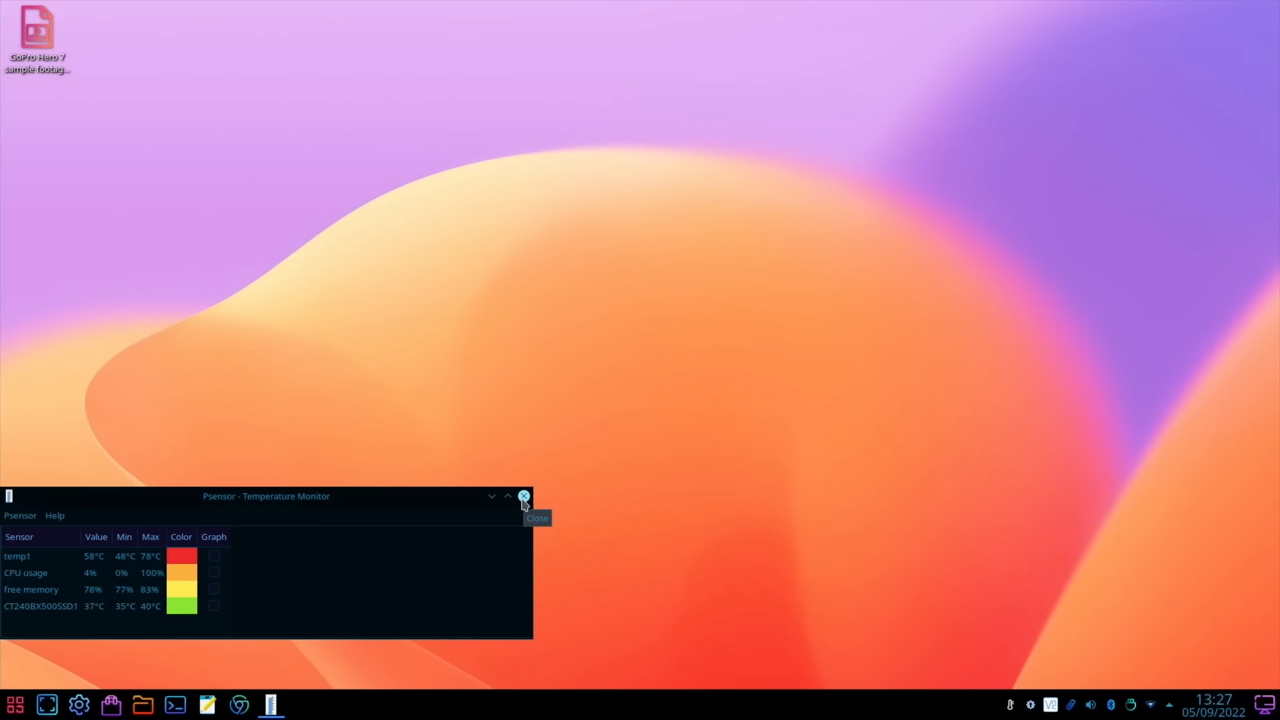 GoPro Hero 7
sample footag...
Psensor - Temperature Monitor
Psensor Help
Close
Sensor Value Min Max Color Graph
temp1 58°C 48°C 78°C
CPU usage 4% 0% 100%
free memory 78% 77% 83%
CT240BX500SSD1 37°C 35°C 40°C
V2
13:27
05/09/2022